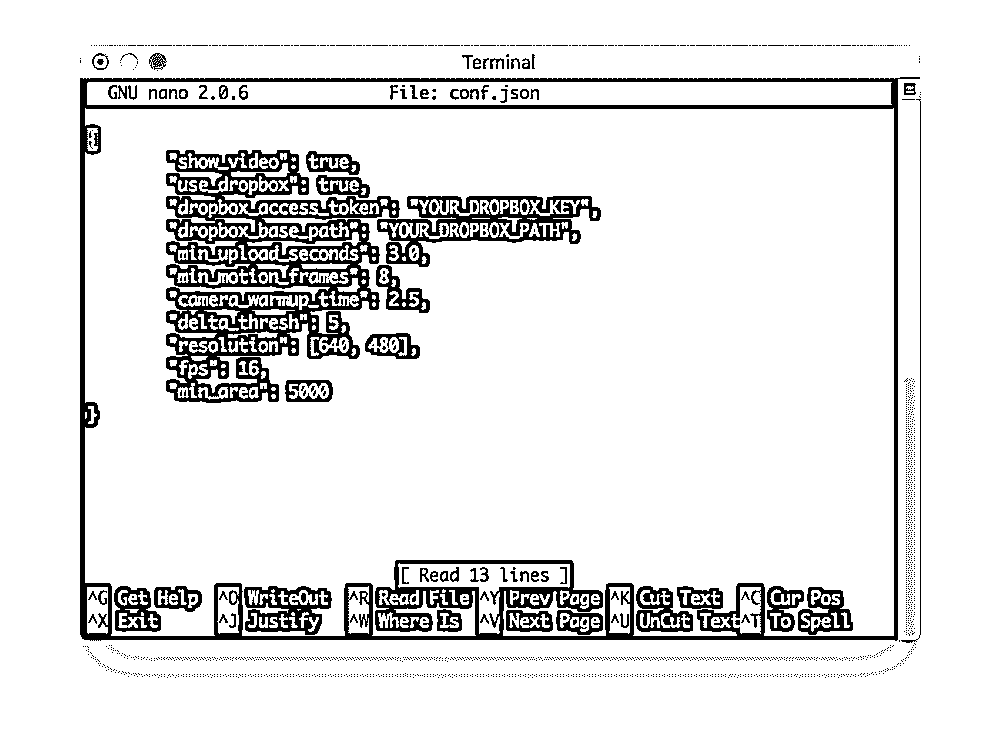 Terminal
GNU nano 2.0.6 File: conf.json
{
"show_video": true,
"use_dropbox": true,
"dropbox_access_token": "YOUR_DROPBOX_KEY",
"dropbox_base_path": "YOUR_DROPBOX_PATH",
"min_upload_seconds": 3.0,
"min_motion_frames": 8,
"camera_warmup_time": 2.5,
"delta_thresh": 5,
"resolution": [640, 480],
"fps": 16,
"min_area": 5000
}
[ Read 13 lines ]
^G Get Help ^O WriteOut ^R Read File ^Y Prev Page ^K Cut Text ^C Cur Pos
^X Exit ^J Justify ^W Where Is ^V Next Page ^U UnCut Text ^T To Spell